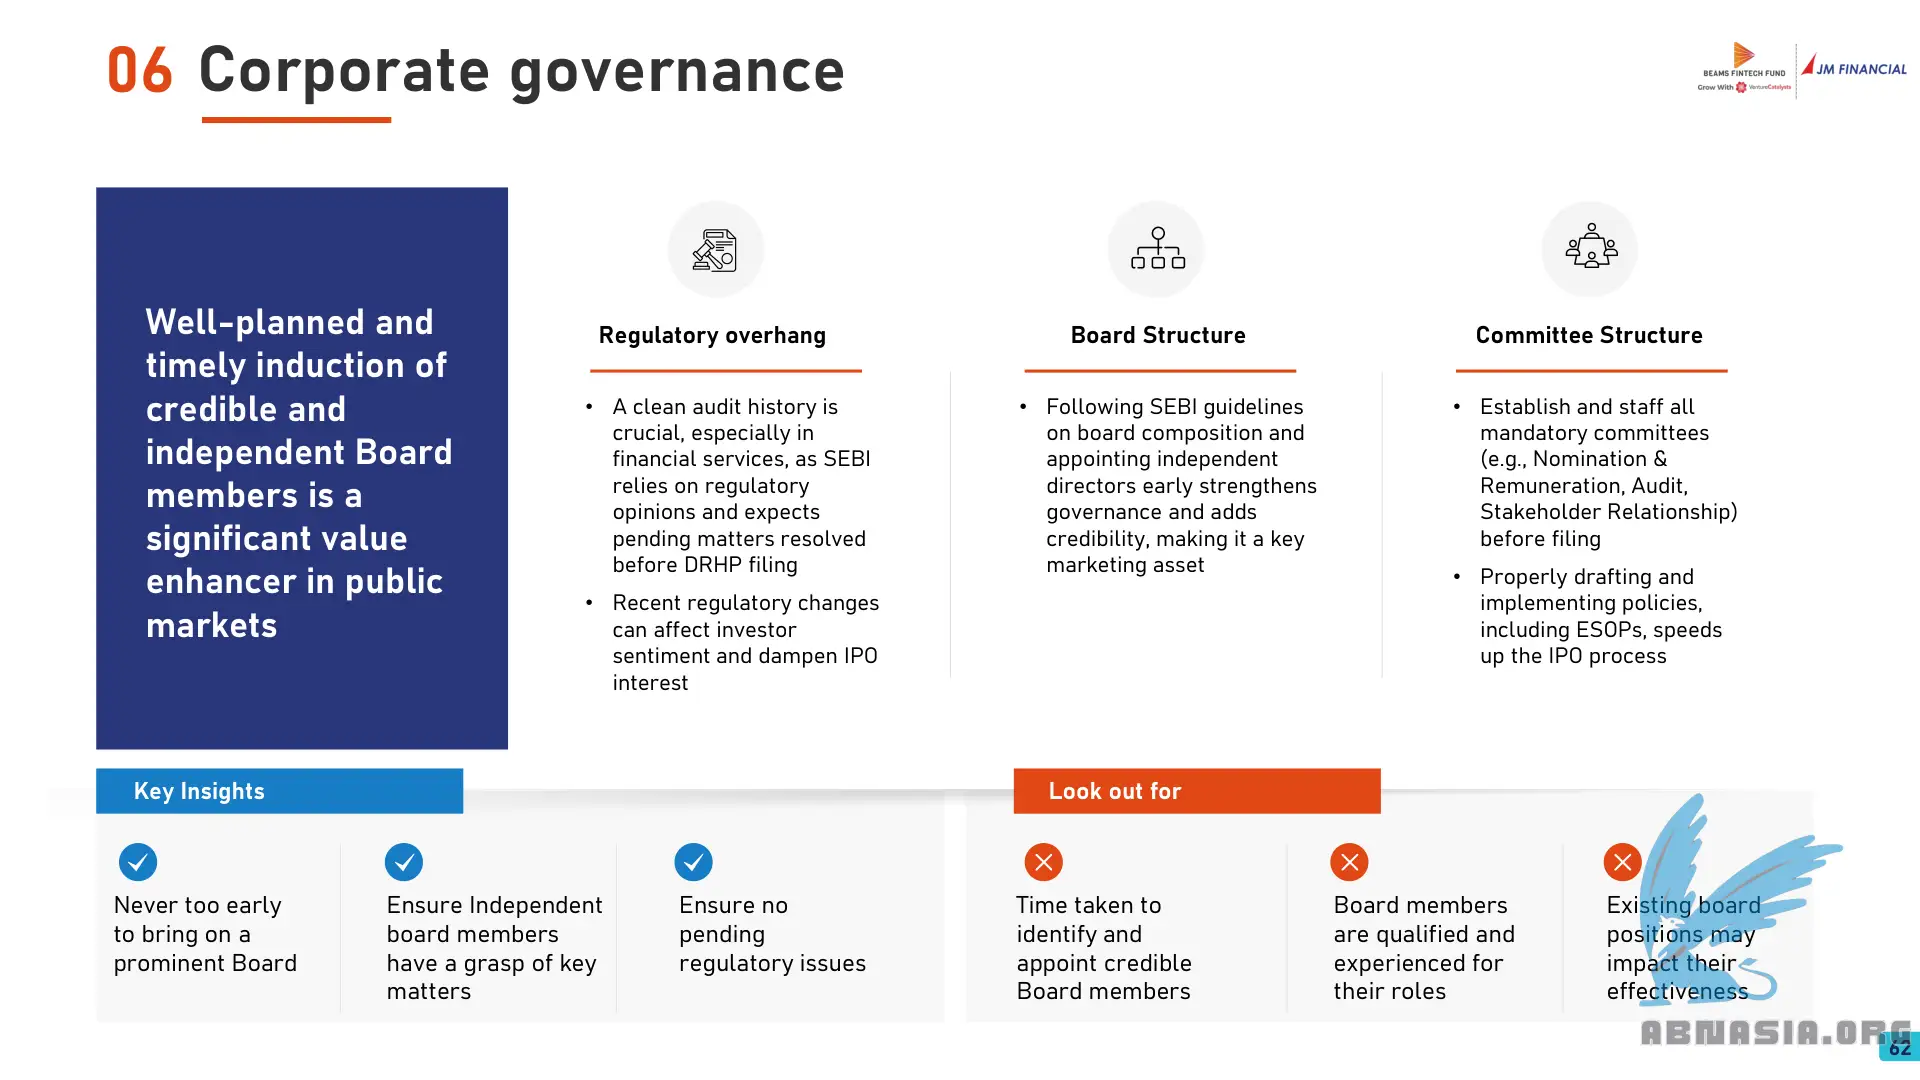 06 Corporate governance
BEAMS FINTECH FUND
Grow With VentureCatalysts
JM FINANCIAL
Well-planned and
timely induction of
credible and
independent Board
members is a
significant value
enhancer in public
markets
Regulatory overhang
• A clean audit history is
crucial, especially in
financial services, as SEBI
relies on regulatory
opinions and expects
pending matters resolved
before DRHP filing
• Recent regulatory changes
can affect investor
sentiment and dampen IPO
interest
Board Structure
• Following SEBI guidelines
on board composition and
appointing independent
directors early strengthens
governance and adds
credibility, making it a key
marketing asset
Committee Structure
• Establish and staff all
mandatory committees
(e.g., Nomination &
Remuneration, Audit,
Stakeholder Relationship)
before filing
• Properly drafting and
implementing policies,
including ESOPs, speeds
up the IPO process
Key Insights
Never too early
to bring on a
prominent Board
Ensure Independent
board members
have a grasp of key
matters
Ensure no
pending
regulatory issues
Look out for
Time taken to
identify and
appoint credible
Board members
Board members
are qualified and
experienced for
their roles
Existing board
positions may
impact their
effectiveness
ABNASIA.ORG
62